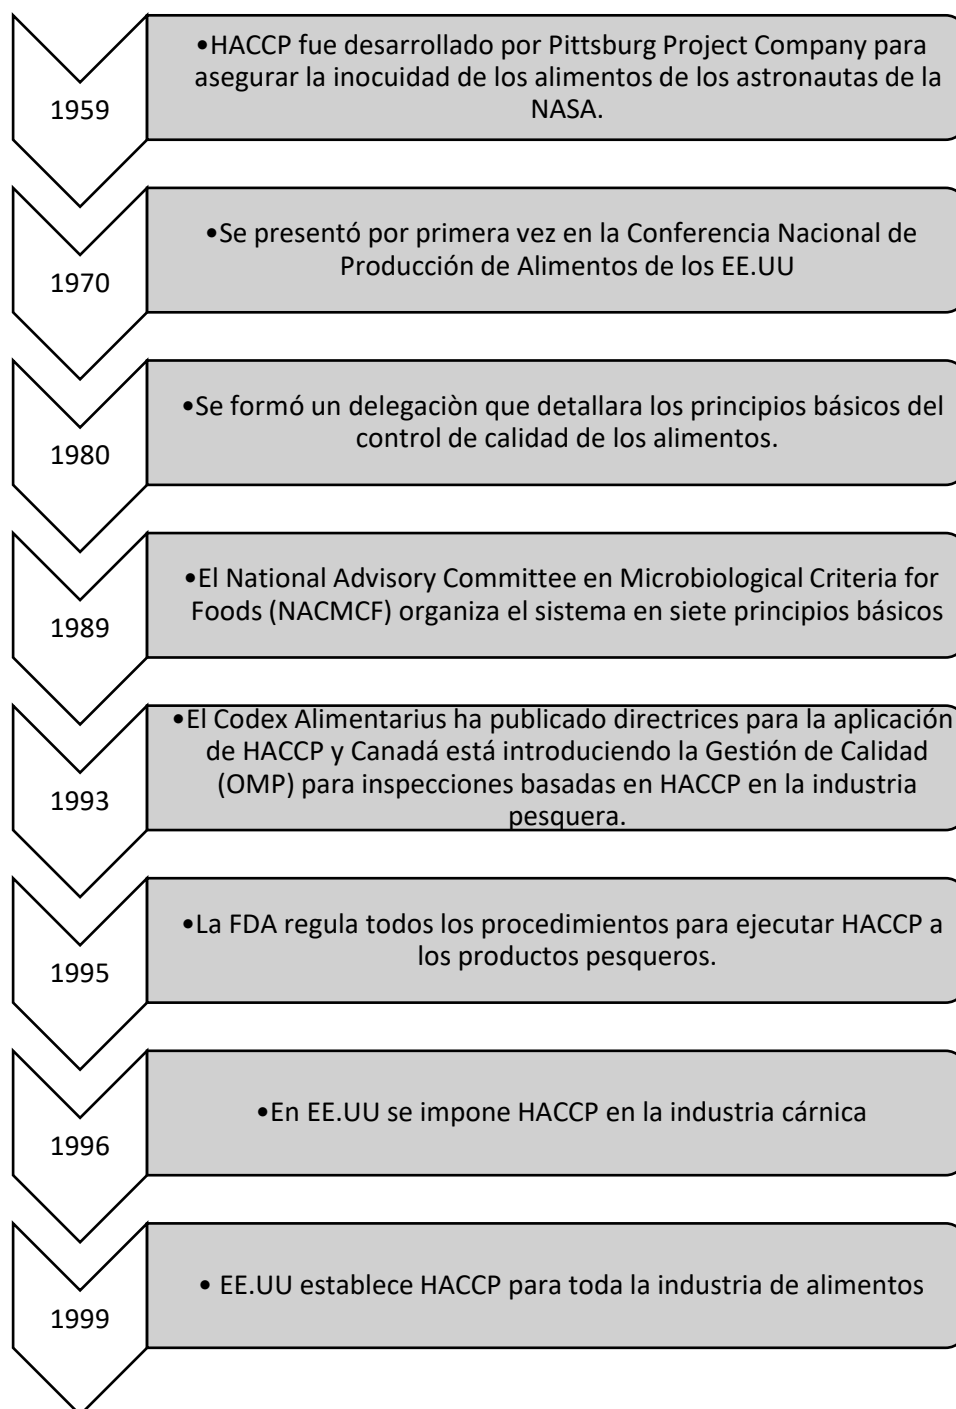 1959
•HACCP fue desarrollado por Pittsburg Project Company para
asegurar la inocuidad de los alimentos de los astronautas de la
NASA.
1970
•Se presentó por primera vez en la Conferencia Nacional de
Producción de Alimentos de los EE.UU
1980
•Se formó un delegaciòn que detallara los principios básicos del
control de calidad de los alimentos.
1989
•El National Advisory Committee en Microbiological Criteria for
Foods (NACMCF) organiza el sistema en siete principios básicos
1993
•El Codex Alimentarius ha publicado directrices para la aplicación
de HACCP y Canadá está introduciendo la Gestión de Calidad
(OMP) para inspecciones basadas en HACCP en la industria
pesquera.
1995
•La FDA regula todos los procedimientos para ejecutar HACCP a
los productos pesqueros.
1996
•En EE.UU se impone HACCP en la industria cárnica
1999
• EE.UU establece HACCP para toda la industria de alimentos